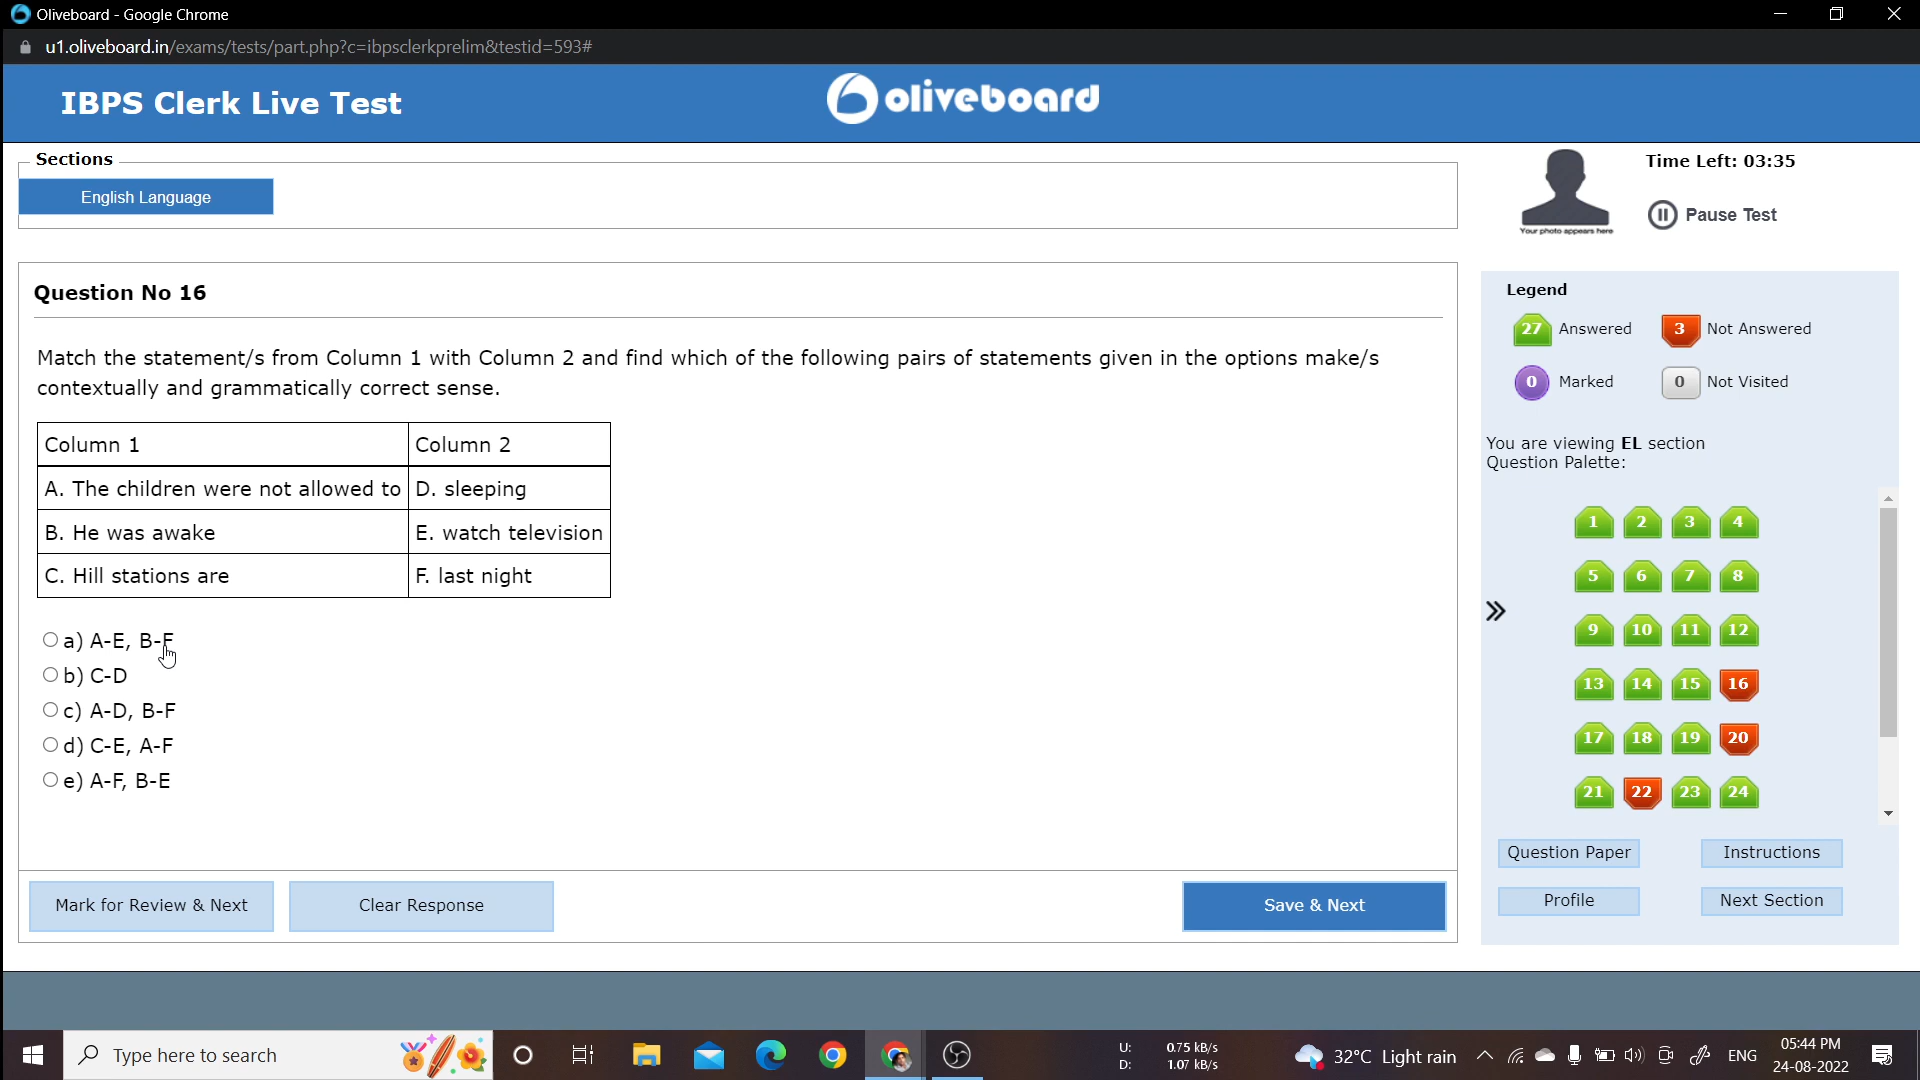 Oliveboard - Google Chrome
u1.oliveboard.in/exams/tests/part.php?c=ibpsclerkprelim&testid=593#
IBPS Clerk Live Test
oliveboard
Sections
English Language
Your photo appears here
Time Left: 03:35
Pause Test
Question No 16
Match the statement/s from Column 1 with Column 2 and find which of the following pairs of statements given in the options make/s
contextually and grammatically correct sense.
Column 1 Column 2
A. The children were not allowed to D. sleeping
B. He was awake E. watch television
C. Hill stations are F. last night
a) A-E, B-F
b) C-D
c) A-D, B-F
d) C-E, A-F
e) A-F, B-E
Mark for Review & Next
Clear Response
Save & Next
Legend
27 Answered 3 Not Answered
0 Marked 0 Not Visited
You are viewing EL section
Question Palette:
1 2 3 4
5 6 7 8
9 10 11 12
13 14 15 16
17 18 19 20
21 22 23 24
Question Paper Instructions
Profile Next Section
Type here to search
U: 0.75 kB/s
D: 1.07 kB/s
32°C Light rain
ENG
05:44 PM
24-08-2022